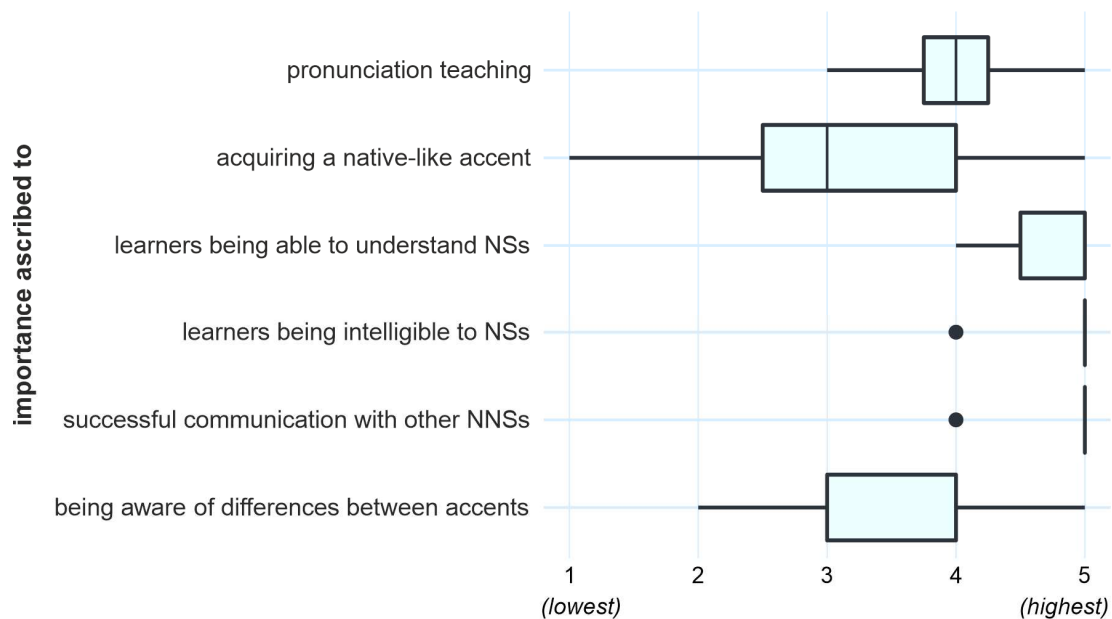 importance ascribed to
pronunciation teaching
acquiring a native-like accent
learners being able to understand NSs
learners being intelligible to NSs
successful communication with other NNSs
being aware of differences between accents
1 2 3 4 5
(lowest) (highest)